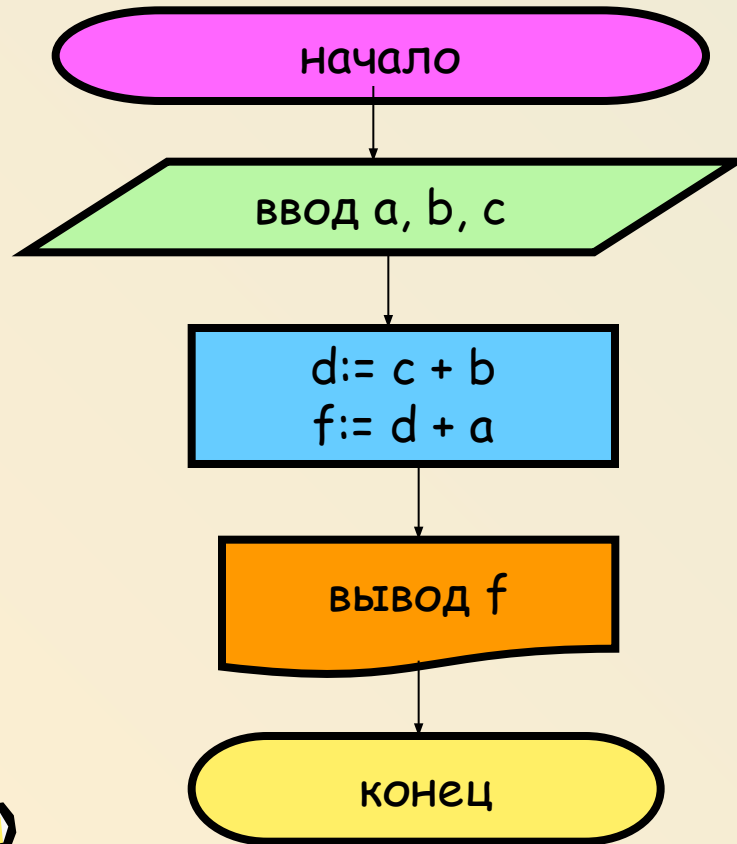 начало
ввод a, b, c
d:= c + b
f:= d + a
вывод f
конец